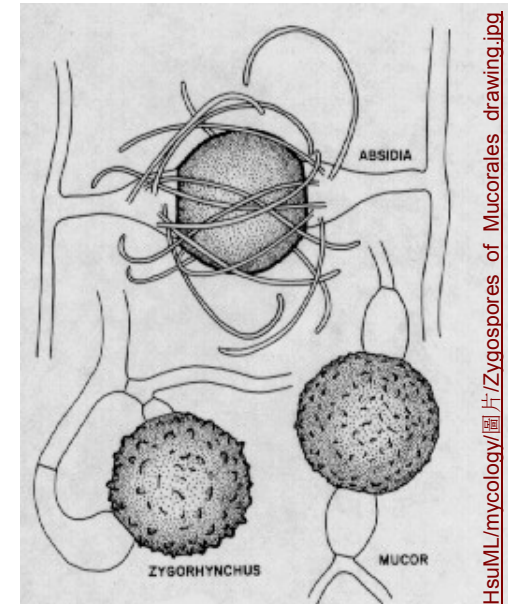 ABSIDIA
MUCOR
ZYGORHYNCHUS
HsuML/mycology/圖片/Zygospores of Mucorales drawing.jpg